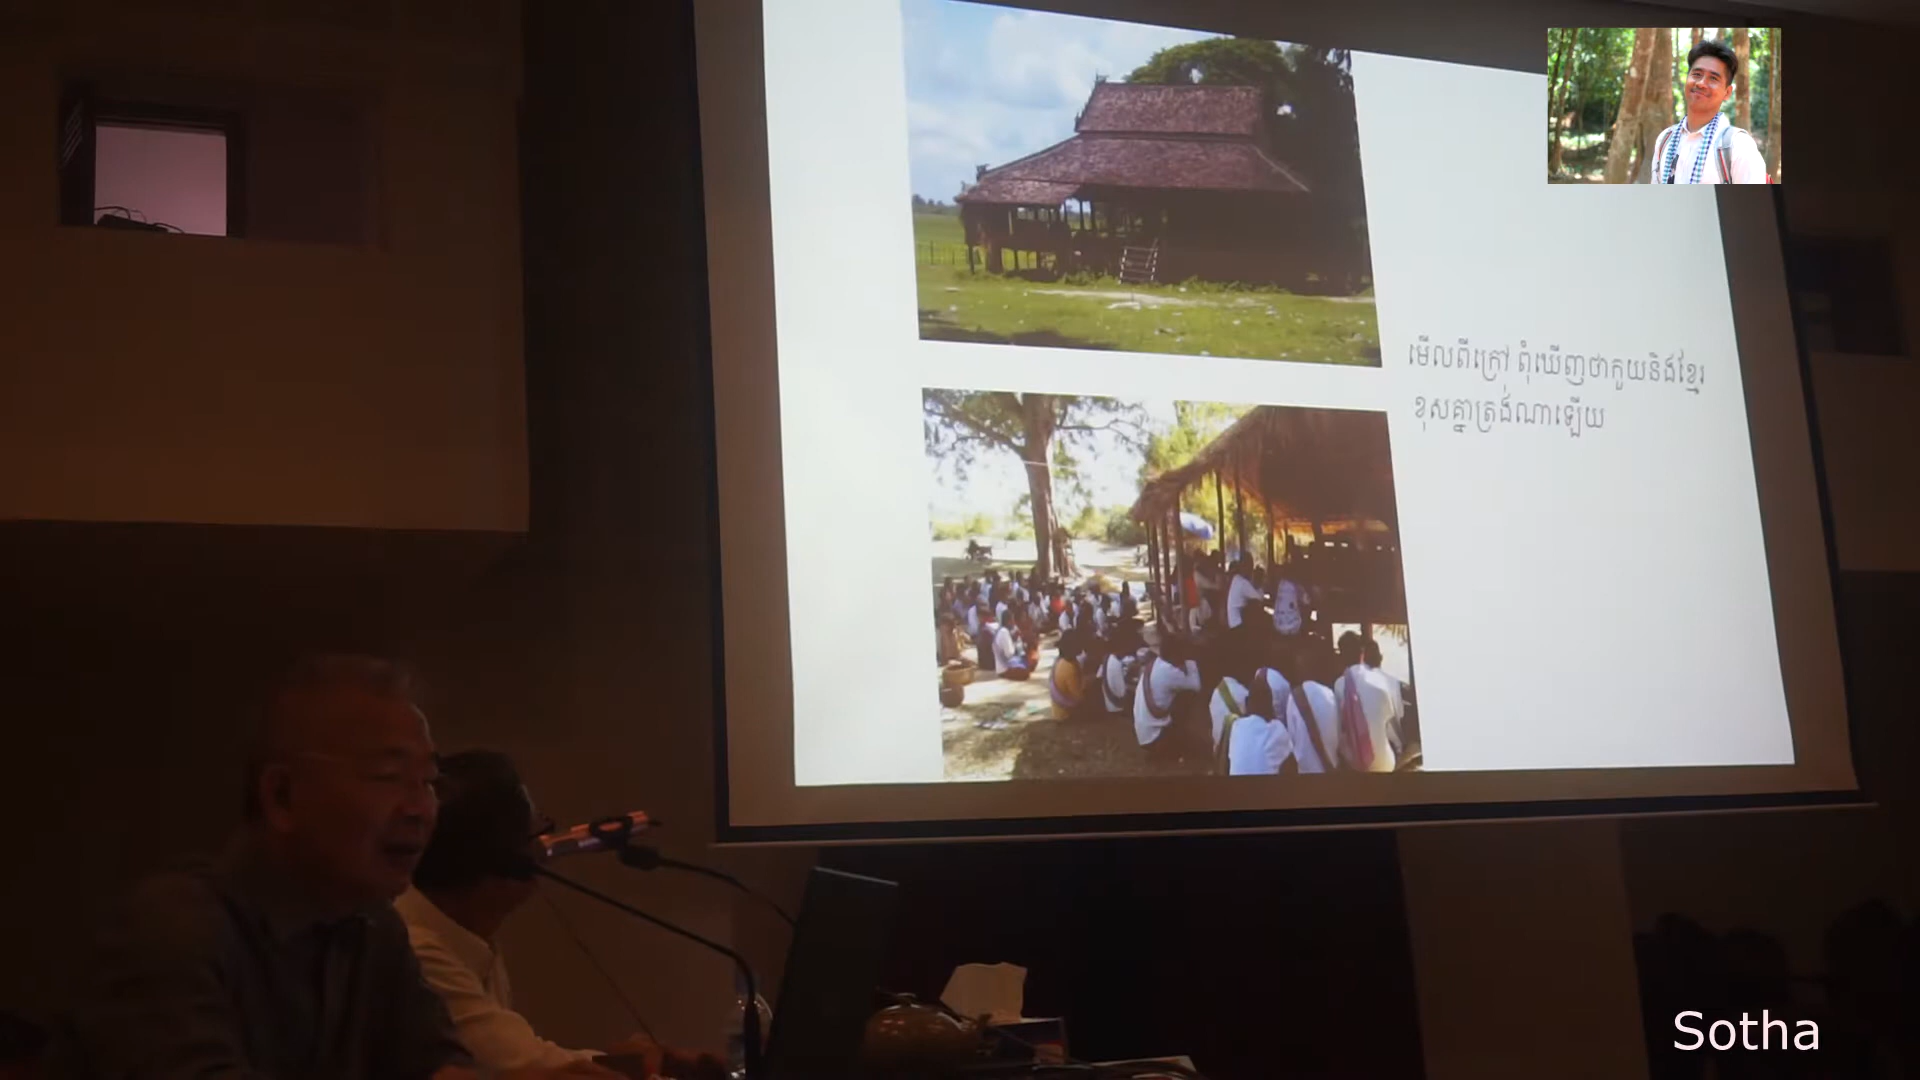 មើលពីក្រៅ ពុំឃើញថាកួយនិងខ្មែរ
ខុសគ្នាត្រង់ណាឡើយ
Sotha